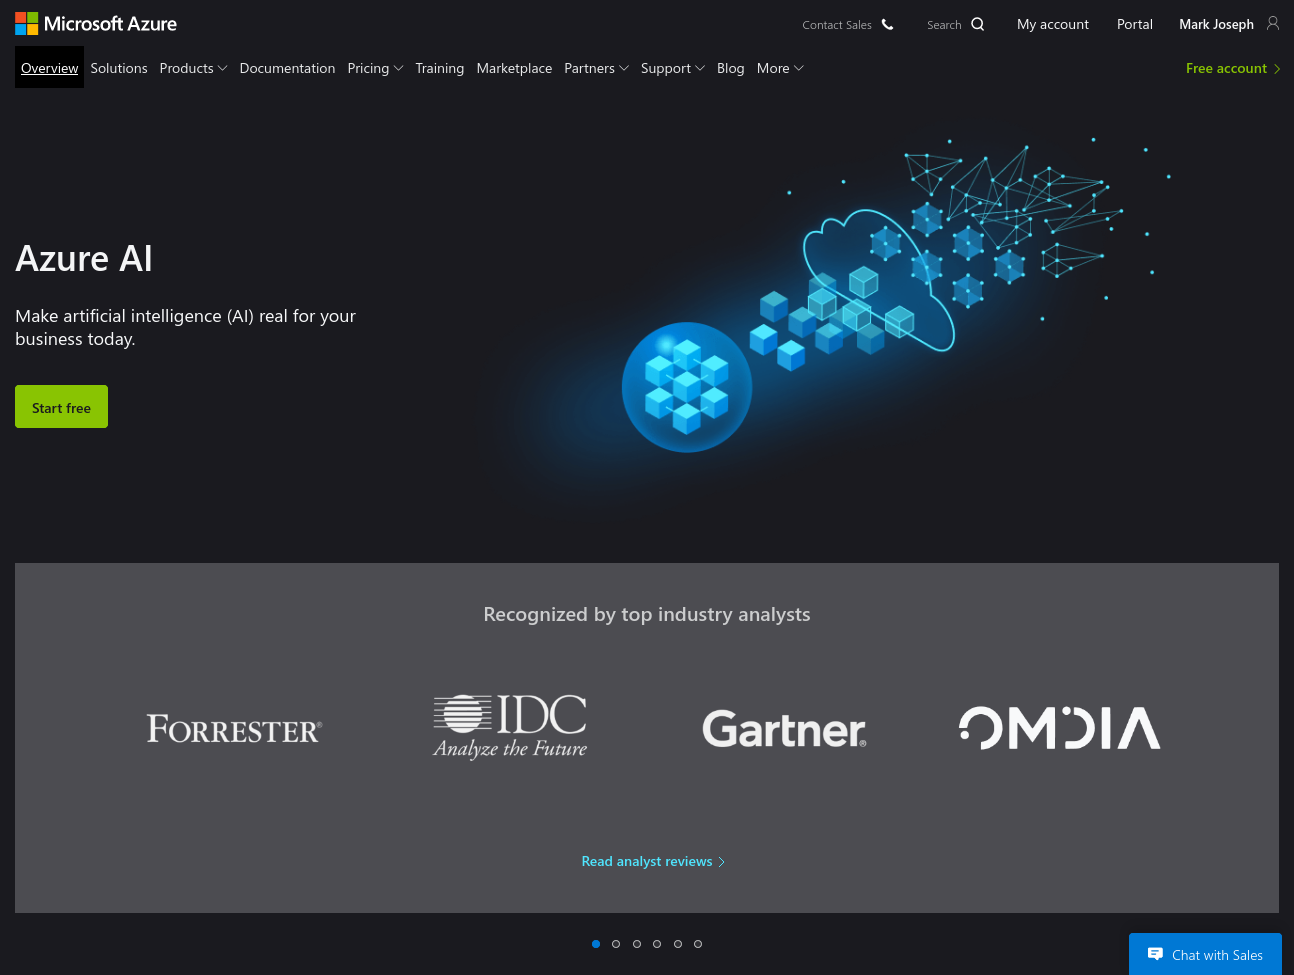 Microsoft Azure
Contact Sales
Search
My account
Portal
Mark Joseph
Overview
Solutions
Products
Documentation
Pricing
Training
Marketplace
Partners
Support
Blog
More
Free account
Azure AI
Make artificial intelligence (AI) real for your
business today.
Start free
Recognized by top industry analysts
FORRESTER®
IDC
Analyze the Future
Gartner®
OMDIA
Read analyst reviews
Chat with Sales